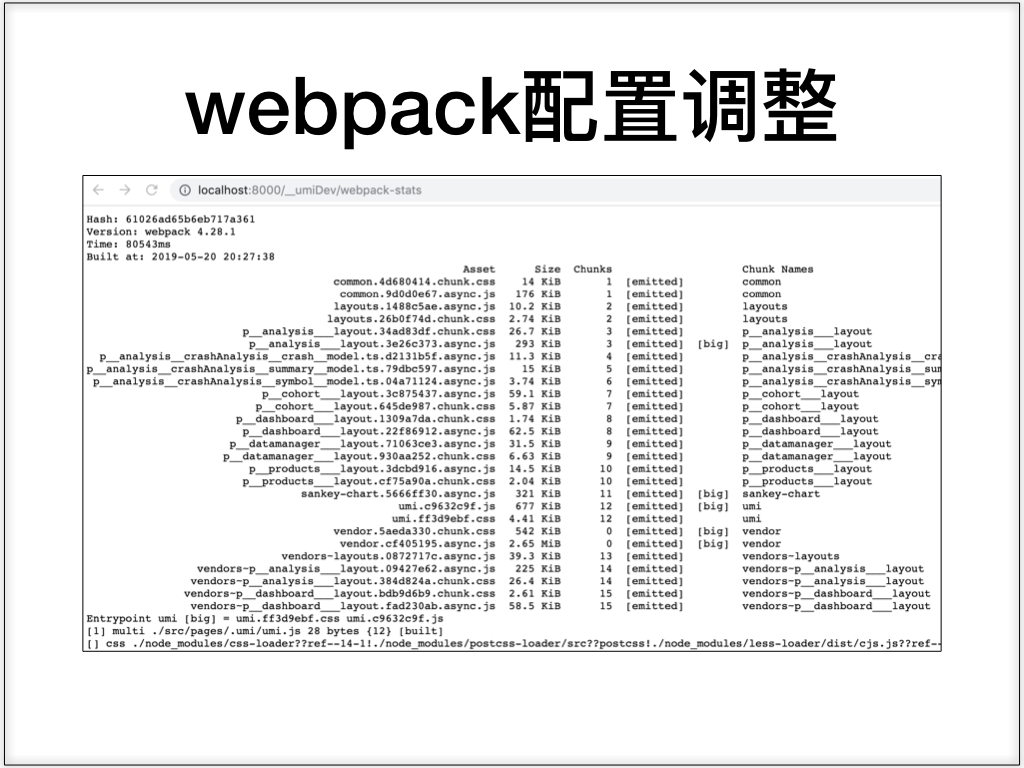 webpack配置调整
localhost:8000/__umiDev/webpack-stats
Hash: 61026ad65b6eb717a361
Version: webpack 4.28.1
Time: 80543ms
Built at: 2019-05-20 20:27:38
Asset Size Chunks Chunk Names
common.4d680414.chunk.css 14 KiB 1 [emitted] common
common.9d0d0e67.async.js 176 KiB 1 [emitted] common
layouts.1488c5ae.async.js 10.2 KiB 2 [emitted] layouts
layouts.26b0f74d.chunk.css 2.74 KiB 2 [emitted] layouts
p__analysis___layout.34ad83df.chunk.css 26.7 KiB 3 [emitted] p__analysis___layout
p__analysis___layout.3e26c373.async.js 293 KiB 3 [emitted] [big] p__analysis___layout
p__analysis__crashAnalysis__crash__model.ts.d2131b5f.async.js 11.3 KiB 4 [emitted] p__analysis__crashAnalysis__cra
p__analysis__crashAnalysis__summary__model.ts.79dbc597.async.js 15 KiB 5 [emitted] p__analysis__crashAnalysis__sum
p__analysis__crashAnalysis__symbol__model.ts.04a71124.async.js 3.74 KiB 6 [emitted] p__analysis__crashAnalysis__sym
p__cohort__layout.3c875437.async.js 59.1 KiB 7 [emitted] p__cohort__layout
p__cohort__layout.645de987.chunk.css 5.87 KiB 7 [emitted] p__cohort__layout
p__dashboard___layout.1309a7da.chunk.css 1.74 KiB 8 [emitted] p__dashboard___layout
p__dashboard___layout.22f86912.async.js 62.5 KiB 8 [emitted] p__dashboard___layout
p__datamanager___layout.71063ce3.async.js 31.5 KiB 9 [emitted] p__datamanager___layout
p__datamanager___layout.930aa252.chunk.css 6.63 KiB 9 [emitted] p__datamanager___layout
p__products___layout.3dcbd916.async.js 14.5 KiB 10 [emitted] p__products___layout
p__products___layout.cf75a90a.chunk.css 2.04 KiB 10 [emitted] p__products___layout
sankey-chart.5666ff30.async.js 321 KiB 11 [emitted] [big] sankey-chart
umi.c9632c9f.js 677 KiB 12 [emitted] [big] umi
umi.ff3d9ebf.css 4.41 KiB 12 [emitted] umi
vendor.5aeda330.chunk.css 542 KiB 0 [emitted] [big] vendor
vendor.cf405195.async.js 2.65 MiB 0 [emitted] [big] vendor
vendors~layouts.0872717c.async.js 39.3 KiB 13 [emitted] vendors~layouts
vendors~p__analysis___layout.09427e62.async.js 225 KiB 14 [emitted] vendors~p__analysis___layout
vendors~p__analysis___layout.384d824a.chunk.css 26.4 KiB 14 [emitted] vendors~p__analysis___layout
vendors~p__dashboard___layout.bdb9d6b9.chunk.css 2.61 KiB 15 [emitted] vendors~p__dashboard___layout
vendors~p__dashboard___layout.fad230ab.async.js 58.5 KiB 15 [emitted] vendors~p__dashboard___layout
Entrypoint umi [big] = umi.ff3d9ebf.css umi.c9632c9f.js
[1] multi ./src/pages/.umi/umi.js 28 bytes {12} [built]
[] css ./node_modules/css-loader??ref--14-1!./node_modules/postcss-loader/src??postcss!./node_modules/less-loader/dist/cjs.js??ref--